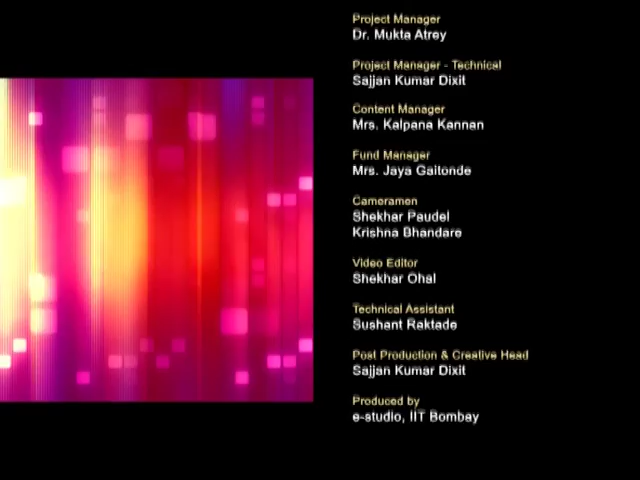 Project Manager
Dr. Mukta Atrey
Project Manager - Technical
Sajjan Kumar Dixit
Content Manager
Mrs. Kalpana Kannan
Fund Manager
Mrs. Jaya Gaitonde
Cameramen
Shekhar Paudel
Krishna Bhandare
Video Editor
Shekhar Ohal
Technical Assistant
Sushant Raktade
Post Production & Creative Head
Sajjan Kumar Dixit
Produced by
e-studio, IIT Bombay